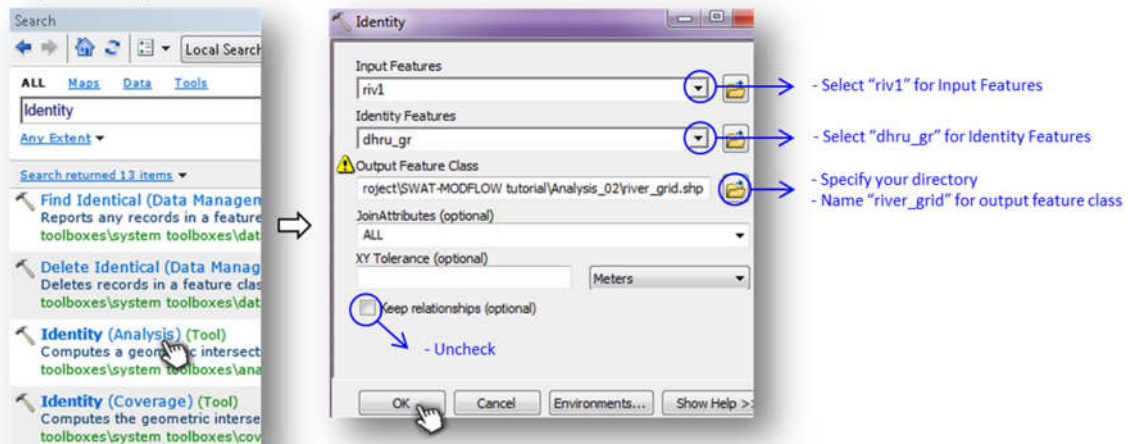 Search
Local Search
ALL Maps Data Tools
Identity
Any Extent
Search returned 13 items
Find Identical (Data Managem
Reports any records in a feature
toolboxes\system toolboxes\dat
Delete Identical (Data Manag
Deletes records in a feature clas
toolboxes\system toolboxes\dat
Identity (Analysis) (Tool)
Computes a geometric intersect
toolboxes\system toolboxes\ana
Identity (Coverage) (Tool)
Computes the geometric interse
toolboxes\system toolboxes\cov
Identity
Input Features
riv1
Identity Features
dhru_gr
Output Feature Class
roject\SWAT-MODFLOW tutorial\Analysis_02\river_grid.shp
JoinAttributes (optional)
ALL
XY Tolerance (optional)
Meters
Keep relationships (optional)
- Uncheck
OK Cancel Environments... Show Help >>
- Select "riv1" for Input Features
- Select "dhru_gr" for Identity Features
- Specify your directory
- Name "river_grid" for output feature class